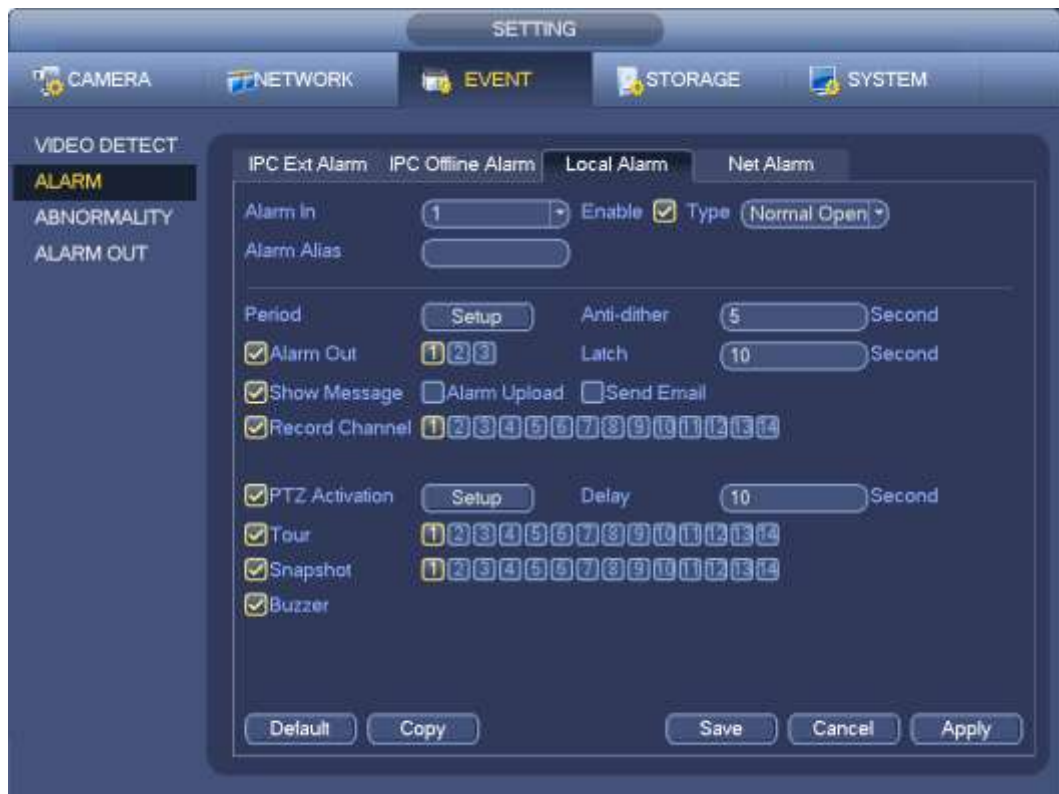 SETTING
CAMERA NETWORK EVENT STORAGE SYSTEM
VIDEO DETECT
ALARM
ABNORMALITY
ALARM OUT
IPC Ext Alarm IPC Offline Alarm Local Alarm Net Alarm
Alarm In 1 Enable Type Normal Open
Alarm Alias
Period Setup Anti-dither 5 Second
Alarm Out 1 2 3 Latch 10 Second
Show Message Alarm Upload Send Email
Record Channel 1 2 3 4 5 6 7 8 9 10 11 12 13 14
PTZ Activation Setup Delay 10 Second
Tour 1 2 3 4 5 6 7 8 9 10 11 12 13 14
Snapshot 1 2 3 4 5 6 7 8 9 10 11 12 13 14
Buzzer
Default Copy Save Cancel Apply